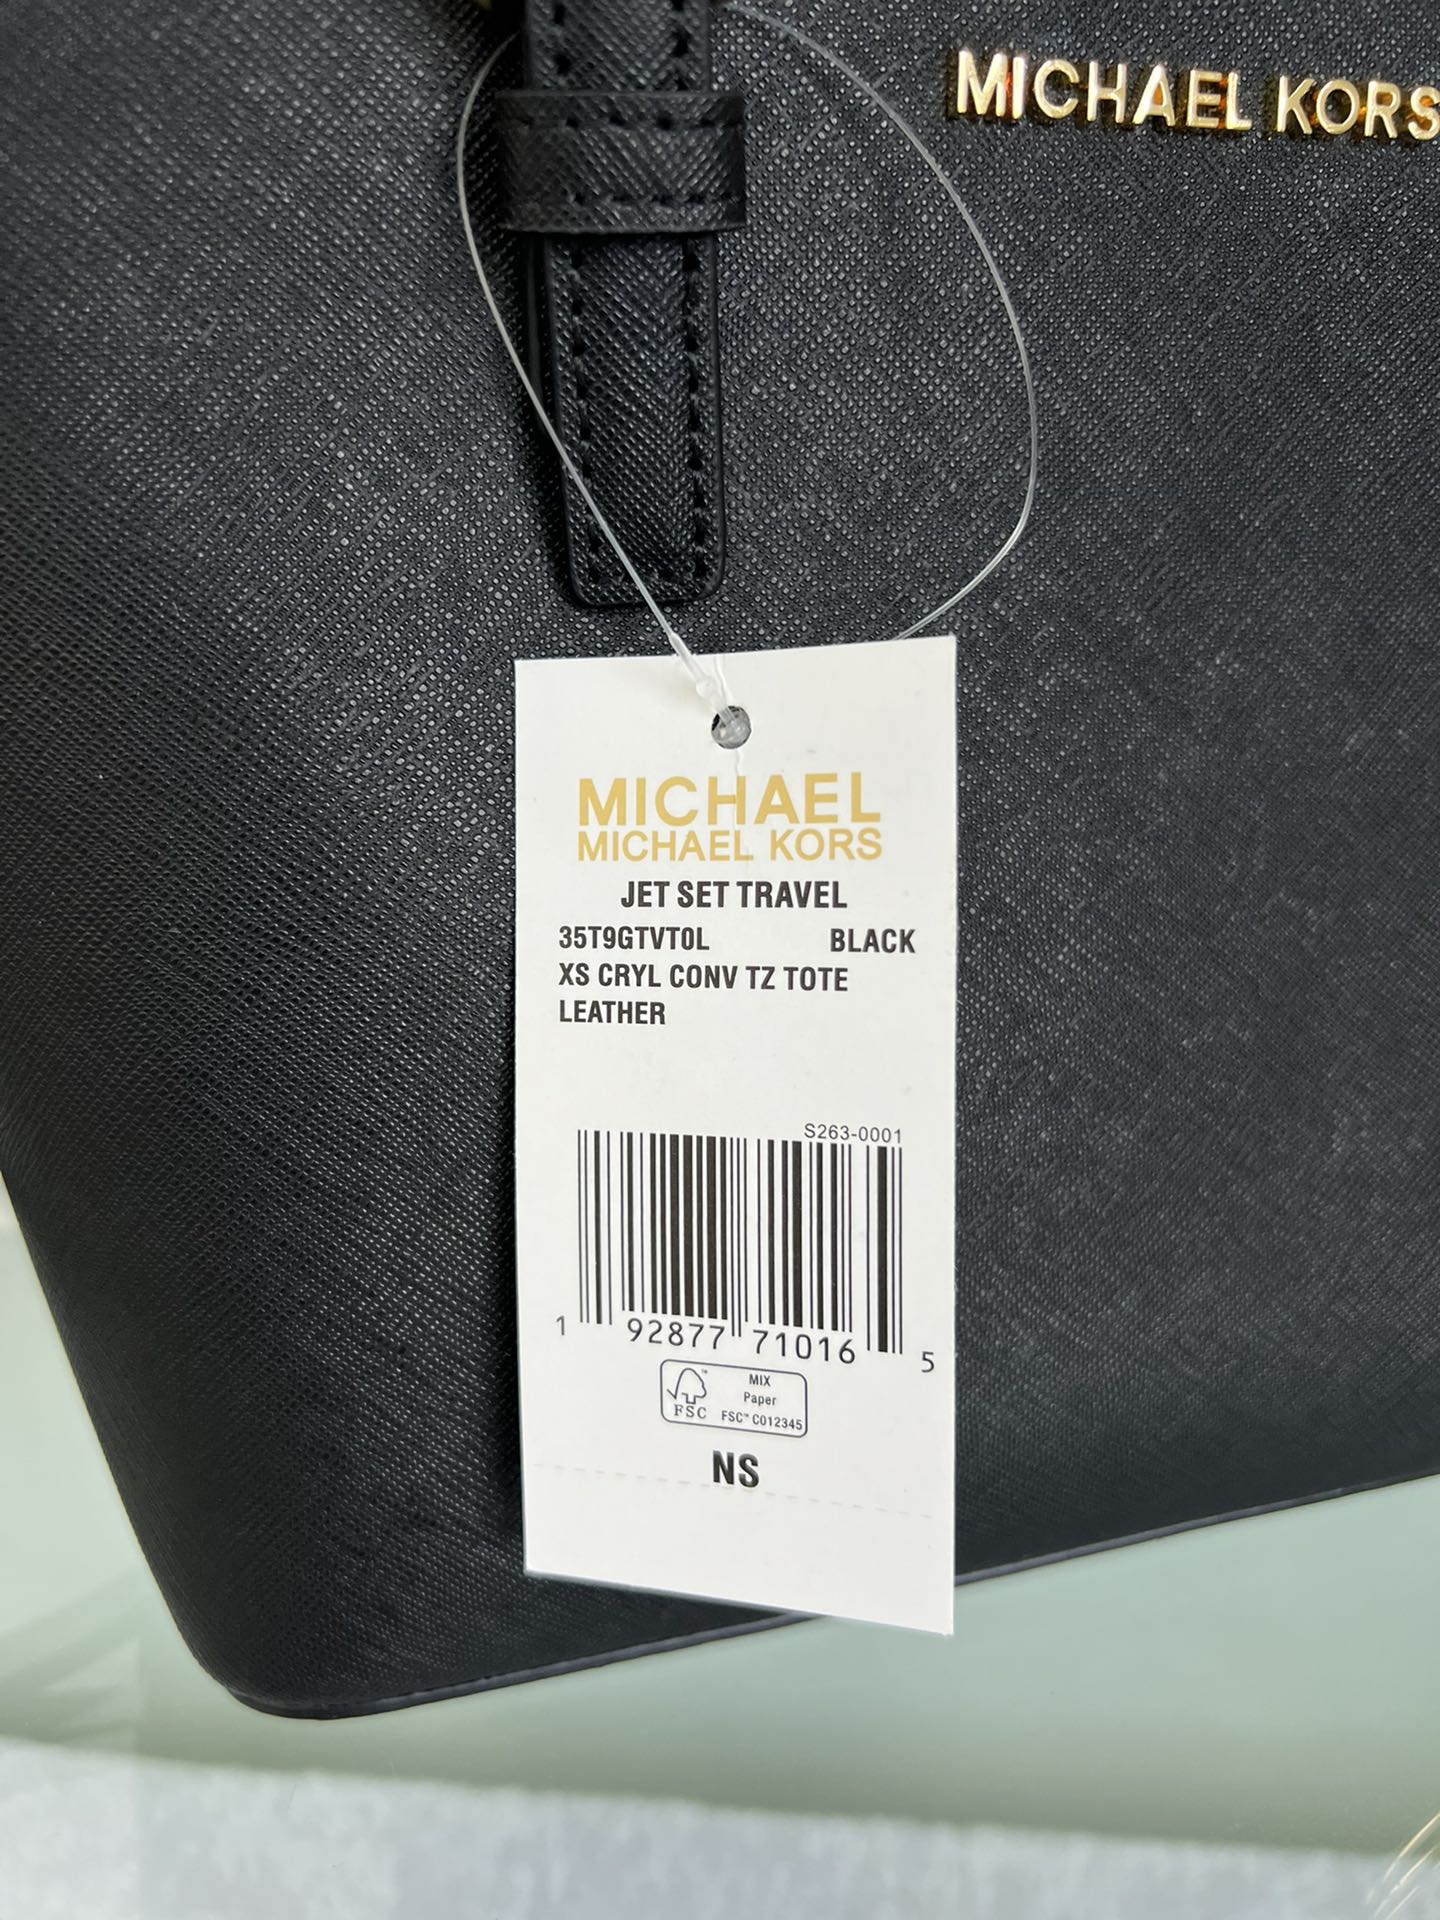 MICHAEL KORS
MICHAEL
MICHAEL KORS
JET SET TRAVEL
35T9GTVT0L BLACK
XS CRYL CONV TZ TOTE
LEATHER
S263-0001
1 92877 71016 5
FSC™
MIX
Paper
FSC™ C012345
NS